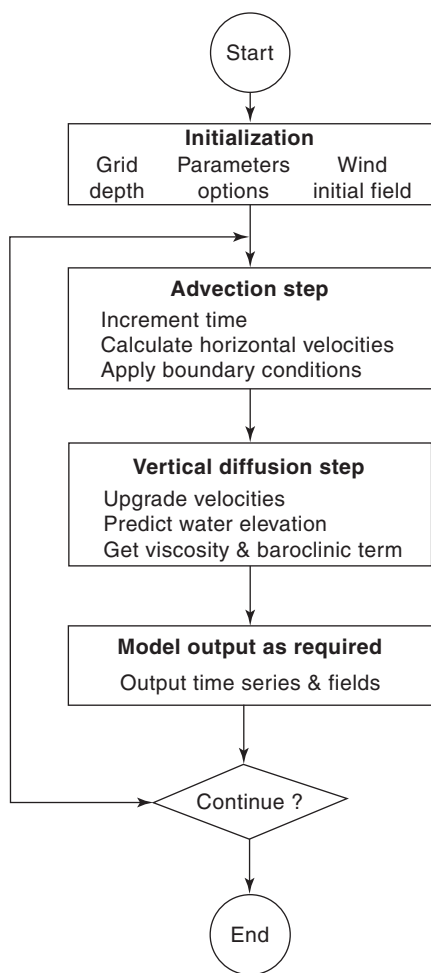 Start
Initialization
Grid Parameters Wind
depth options initial field
Advection step
Increment time
Calculate horizontal velocities
Apply boundary conditions
Vertical diffusion step
Upgrade velocities
Predict water elevation
Get viscosity & baroclinic term
Model output as required
Output time series & fields
Continue ?
End